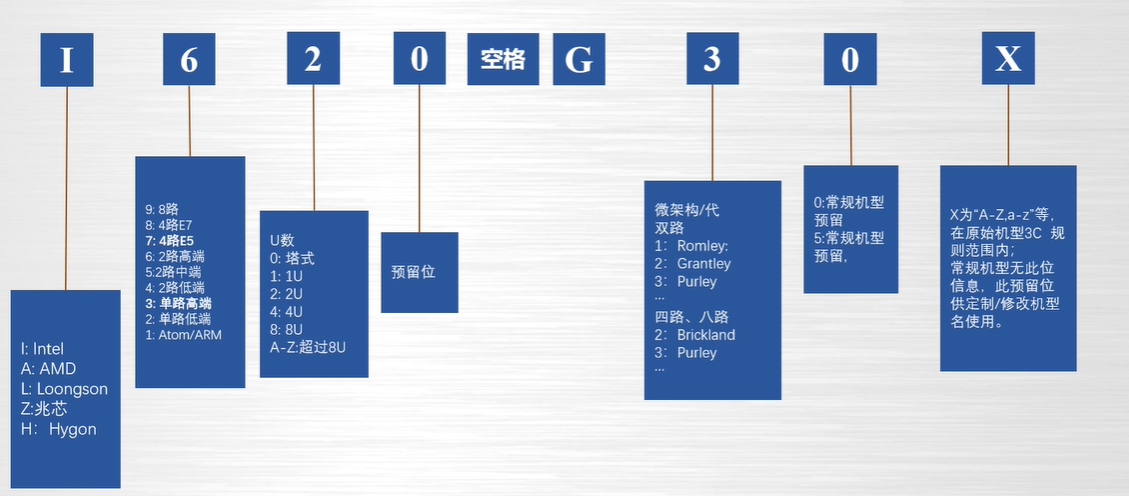 I 6 2 0 空格 G 3 0 X
I: Intel
A: AMD
L: Loongson
Z:兆芯
H： Hygon
9: 8路
8: 4路E7
7: 4路E5
6: 2路高端
5:2路中端
4: 2路低端
3: 单路高端
2: 单路低端
1: Atom/ARM
U数
0: 塔式
1: 1U
2: 2U
4: 4U
8: 8U
A-Z:超过8U
预留位
微架构/代
双路
1： Romley:
2： Grantley
3： Purley
...
四路、八路
2： Brickland
3： Purley
...
0:常规机型
预留
5:常规机型
预留,
X为“A-Z,a-z”等，
在原始机型3C 规
则范围内；
常规机型无此位
信息，此预留位
供定制/修改机型
名使用。